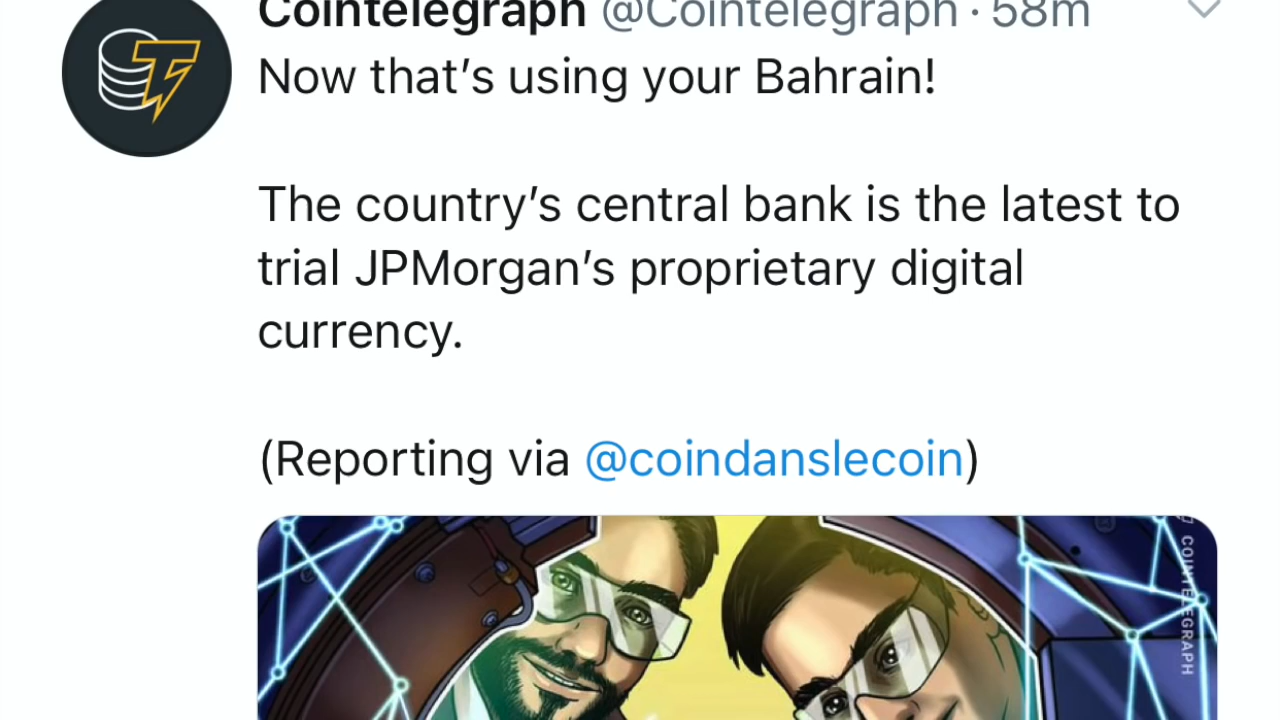 Cointelegraph @Cointelegraph · 58m
Now that’s using your Bahrain!
The country’s central bank is the latest to
trial JPMorgan’s proprietary digital
currency.
(Reporting via @coindanslecoin)
COINTELEGRAPH